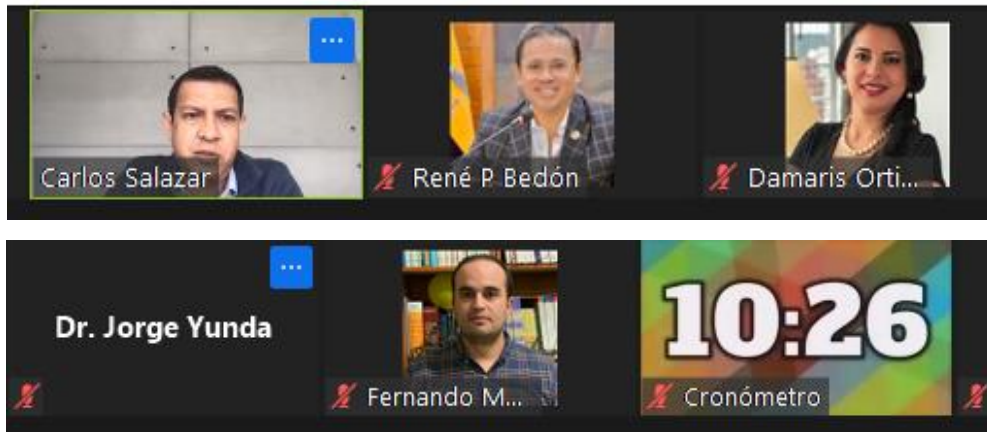 Carlos Salazar
René P. Bedón
Damaris Orti...
Dr. Jorge Yunda
Fernando M...
10:26
Cronómetro